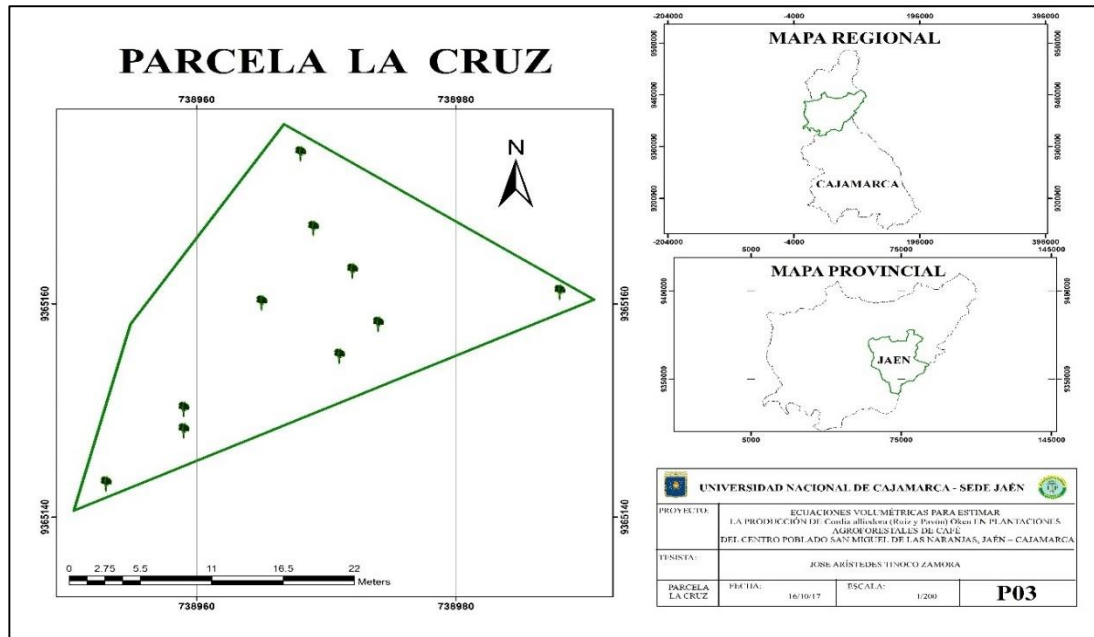 PARCELA LA CRUZ
738960 738980
9365160 9365160
9365140 9365140
N
0 2.75 5.5 11 16.5 22
Meters
738960 738980
-204000 -4000 196000 396000
MAPA REGIONAL
9500000 9500000
9400000 9400000
9300000 9300000
9200000 9200000
CAJAMARCA
-204000 -4000 196000 396000
5000 75000 145000
MAPA PROVINCIAL
9400000 9400000
JAEN
9350000 9350000
5000 75000 145000
UNIVERSIDAD NACIONAL DE CAJAMARCA - SEDE JAÉN
PROYECTO:
ECUACIONES VOLUMÉTRICAS PARA ESTIMAR
LA PRODUCCIÓN DE Cordia alliodora (Ruiz y Pavón) Oken EN PLANTACIONES
AGROFORESTALES DE CAFÉ
DEL CENTRO POBLADO SAN MIGUEL DE LAS NARANJAS, JAÉN – CAJAMARCA
TESISTA:
JOSE ARÍSTEDES TINOCO ZAMORA
PARCELA
LA CRUZ
FECHA:
16/10/17
ESCALA:
1/200
P03